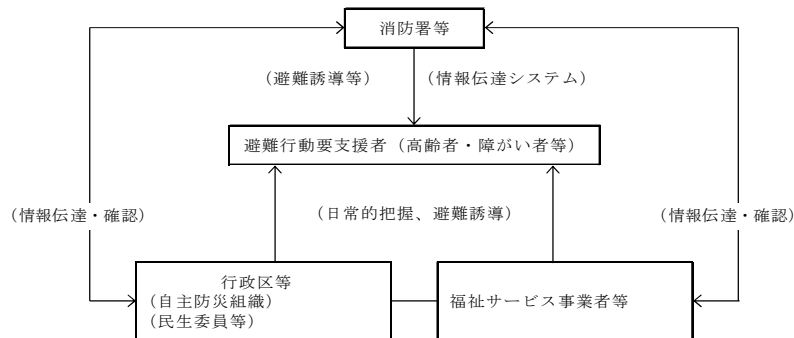 消防署等
（避難誘導等）
（情報伝達システム）
避難行動要支援者（高齢者・障がい者等）
（情報伝達・確認）
（日常的把握、避難誘導）
（情報伝達・確認）
行政区等
（自主防災組織）
（民生委員等）
福祉サービス事業者等